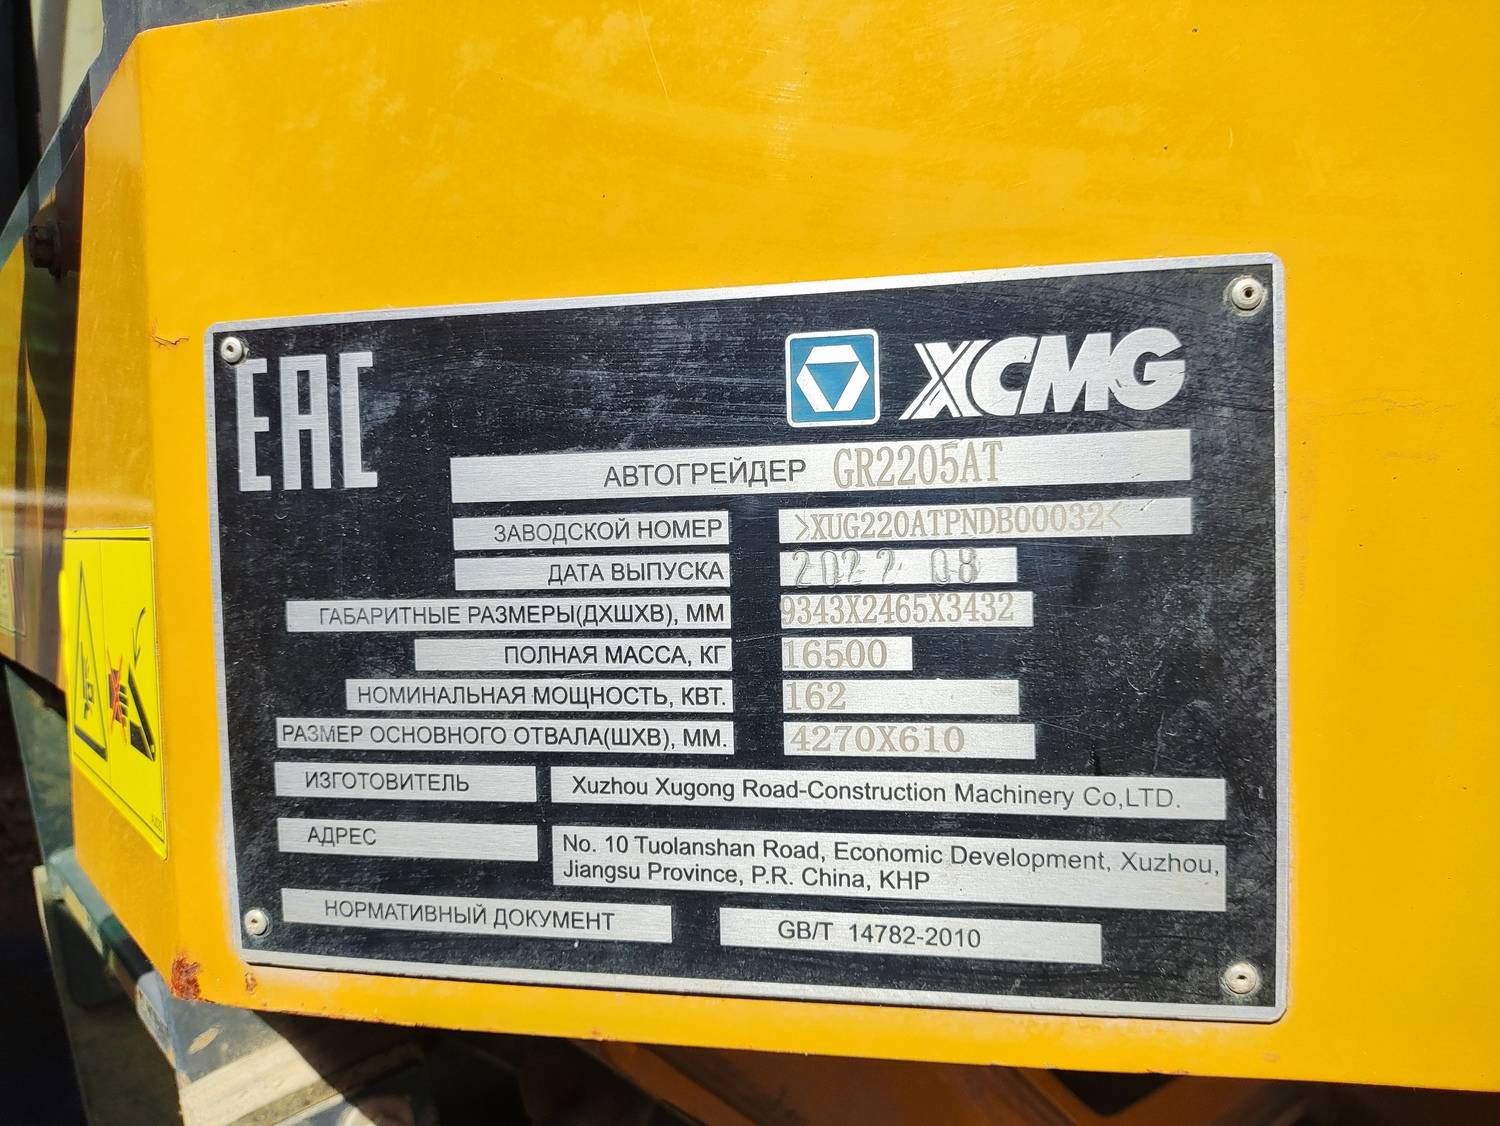 EAC
XCMG
АВТОГРЕЙДЕР GR2205AT
ЗАВОДСКОЙ НОМЕР >XUG220ATPNDB00032<
ДАТА ВЫПУСКА 2022 08
ГАБАРИТНЫЕ РАЗМЕРЫ(ДХШХВ), ММ 9343X2465X3432
ПОЛНАЯ МАССА, КГ 16500
НОМИНАЛЬНАЯ МОЩНОСТЬ, КВТ. 162
РАЗМЕР ОСНОВНОГО ОТВАЛА(ШХВ), ММ. 4270X610
ИЗГОТОВИТЕЛЬ Xuzhou Xugong Road-Construction Machinery Co,LTD.
АДРЕС No. 10 Tuolanshan Road, Economic Development, Xuzhou,
Jiangsu Province, P.R. China, КНР
НОРМАТИВНЫЙ ДОКУМЕНТ GB/T 14782-2010